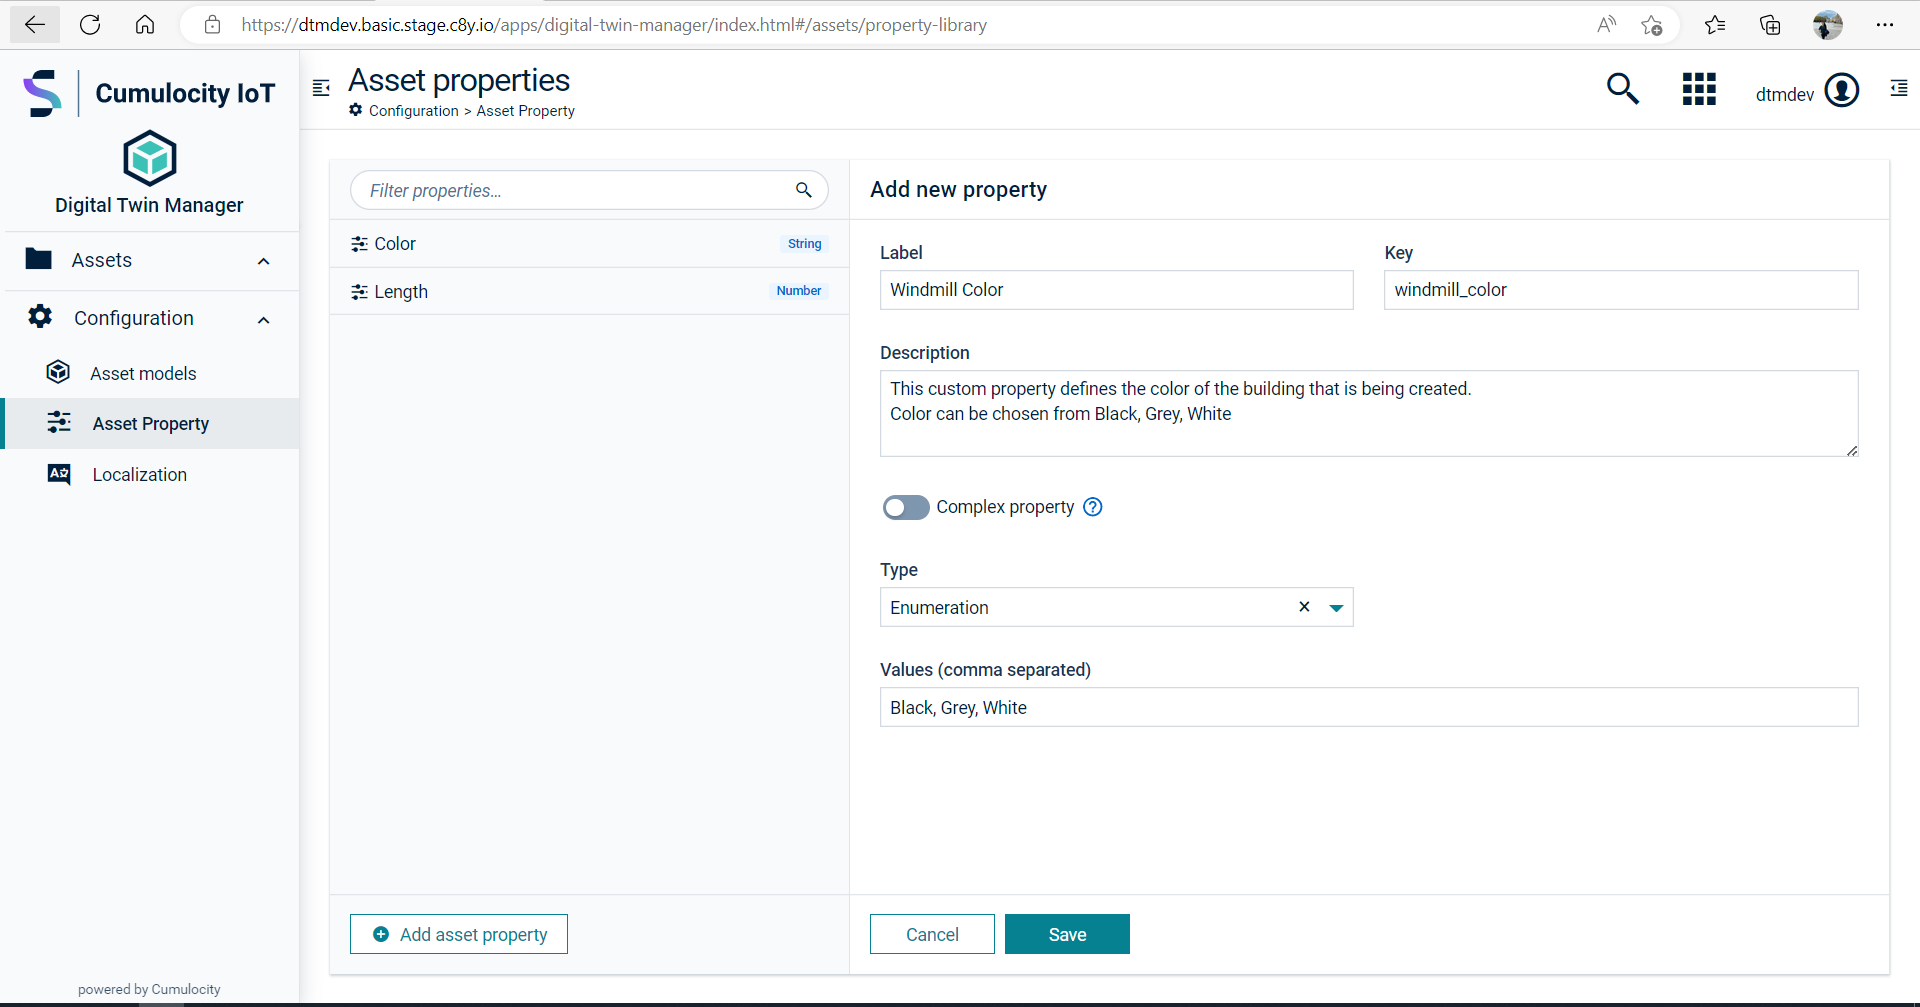 https://dtmdev.basic.stage.c8y.io/apps/digital-twin-manager/index.html#/assets/property-library
Cumulocity IoT
Digital Twin Manager
Assets
Configuration
Asset models
Asset Property
Localization
powered by Cumulocity
Asset properties
Configuration > Asset Property
dtmdev
Filter properties...
Color String
Length Number
Add asset property
Add new property
Label
Windmill Color
Key
windmill_color
Description
This custom property defines the color of the building that is being created.
Color can be chosen from Black, Grey, White
Complex property
Type
Enumeration
Values (comma separated)
Black, Grey, White
Cancel
Save